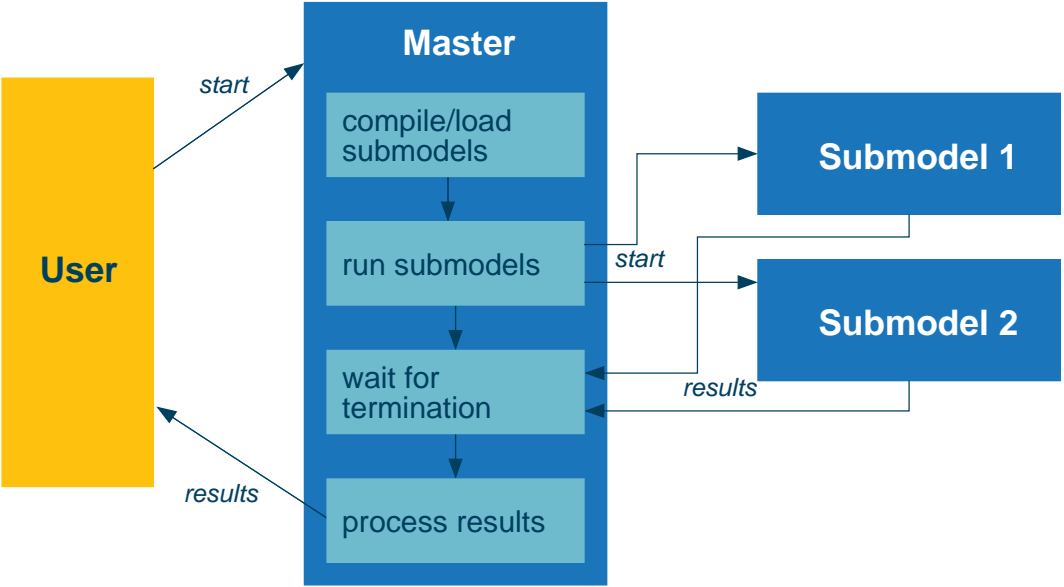 Master
start
compile/load
submodels
Submodel 1
User
run submodels
start
Submodel 2
wait for
termination
results
results
process results